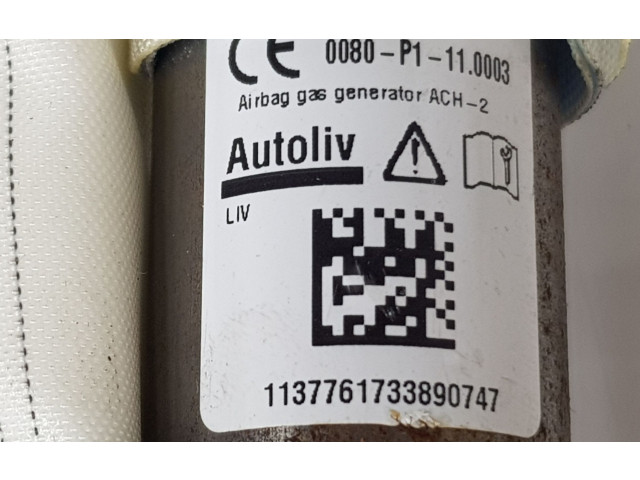 CE 0080-P1-11.0003
Airbag gas generator ACH-2
Autoliv
LIV
1137761733890747